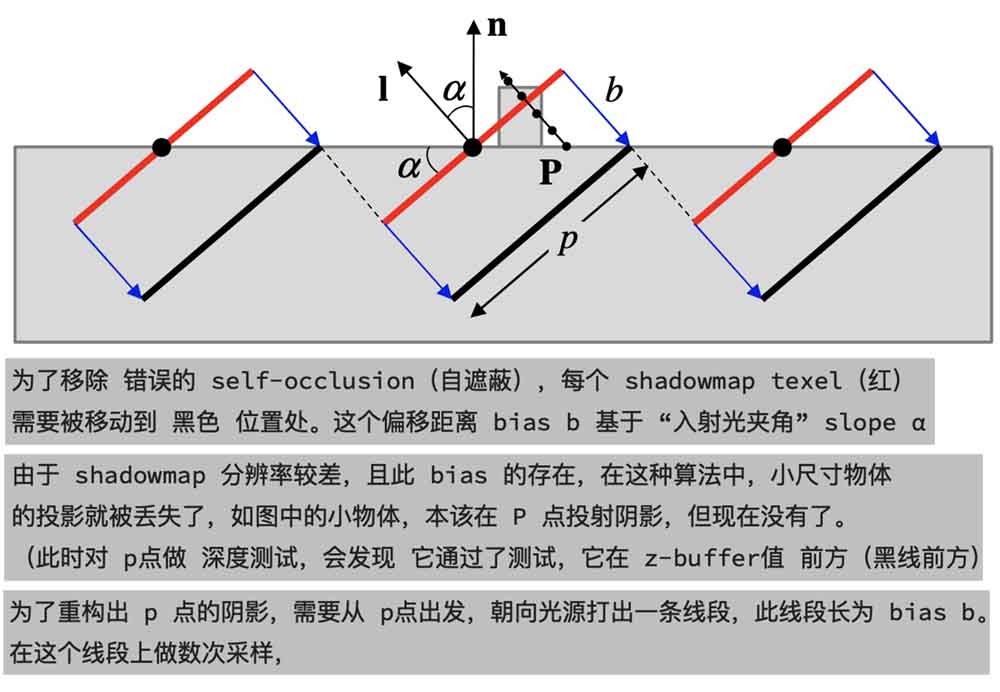 n
l
α
b
α
P
p
为了移除 错误的 self-occlusion（自遮蔽）, 每个 shadowmap texel（红）
需要被移动到 黑色 位置处。这个偏移距离 bias b 基于 “入射光夹角” slope α
由于 shadowmap 分辨率较差，且此 bias 的存在，在这种算法中，小尺寸物体
的投影就被丢失了，如图中的小物体，本该在 P 点投射阴影，但现在没有了。
（此时对 p点做 深度测试，会发现 它通过了测试，它在 z-buffer值 前方（黑线前方）
为了重构出 p 点的阴影，需要从 p点出发，朝向光源打出一条线段，此线段长为 bias b。
在这个线段上做数次采样，